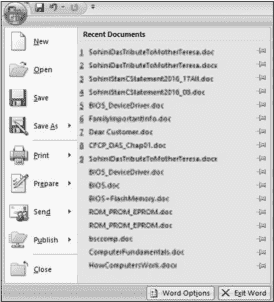 Recent Documents
New
Open
Save
Save As
Print
Prepare
Send
Publish
Close
1 SohiniDasTributeToMotherTeresa.doc
2 SohiniDasTributeToMotherTeresa.docx
3 SohiniStanCStatement2016_17All.doc
4 SohiniStanCStatement2016_08.doc
5 BIOS_DeviceDriver.doc
6 FamilyImportantInfo.doc
7 Dear Customer.doc
8 CFCP_DAS_Chap01.doc
9 SohiniDasTributeToMotherTeresa.docx
BIOS_DeviceDriver.doc
BIOS.doc
BIOS+FlashMemory.doc
ROM_PROM_EPROM.doc
ROM_PROM_EPROM.doc
bsccomp.doc
ComputerFundamentals.doc
HowComputersWork.docx
Word Options
Exit Word